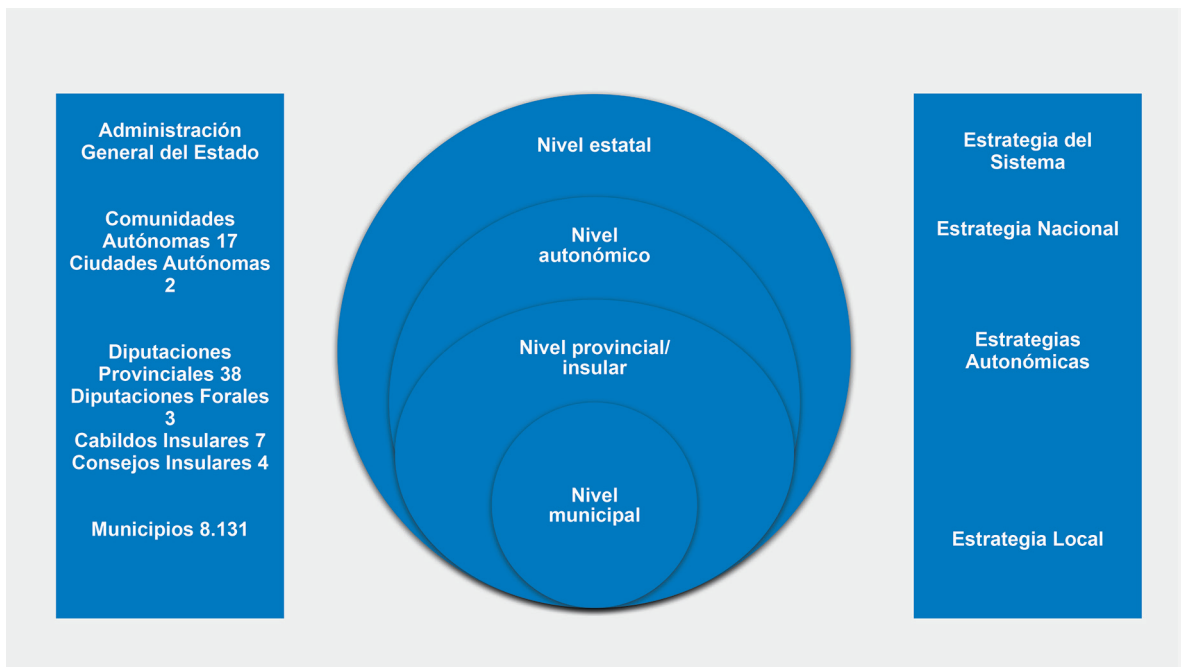 Administración
General del Estado
Comunidades
Autónomas 17
Ciudades Autónomas
2
Diputaciones
Provinciales 38
Diputaciones Forales
3
Cabildos Insulares 7
Consejos Insulares 4
Municipios 8.131
Nivel estatal
Nivel
autonómico
Nivel provincial/
insular
Nivel
municipal
Estrategia del
Sistema
Estrategia Nacional
Estrategias
Autonómicas
Estrategia Local